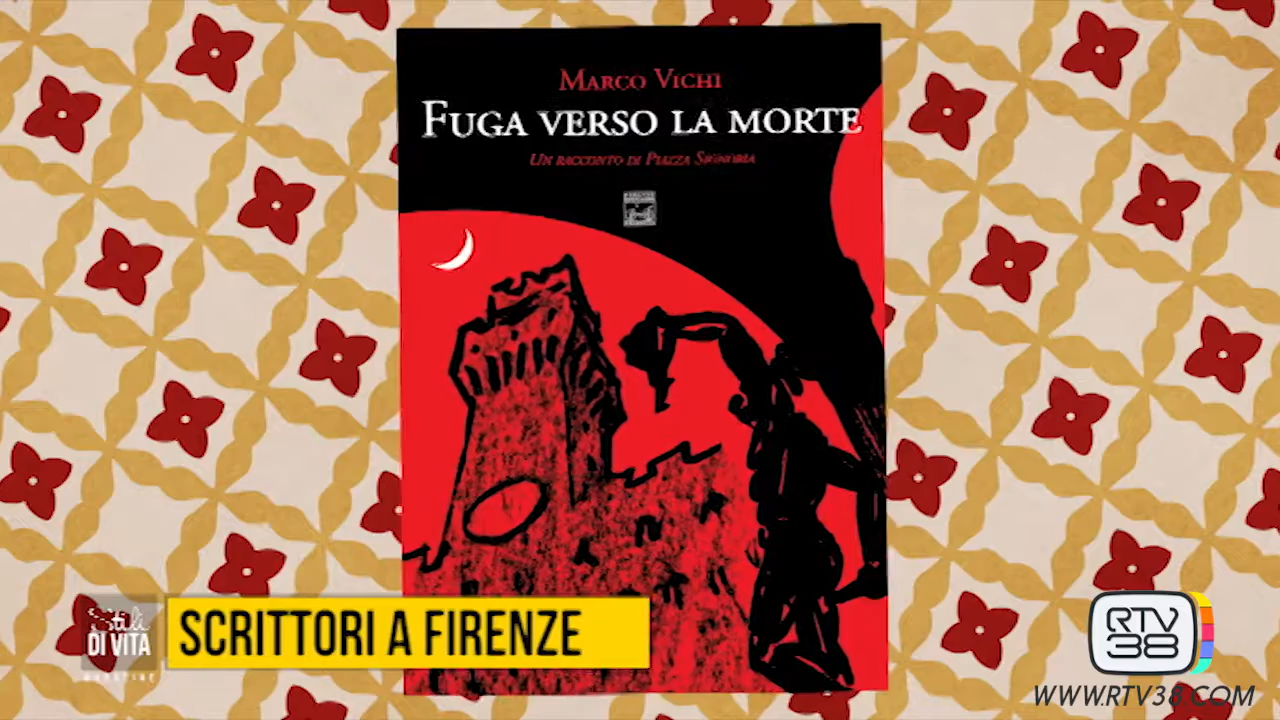 MARCO VICHI
FUGA VERSO LA MORTE
UN RACCONTO DI PIAZZA SIGNORIA
Stili
DI VITA
MAGAZINE
SCRITTORI A FIRENZE
RTV
38
WWW.RTV38.COM